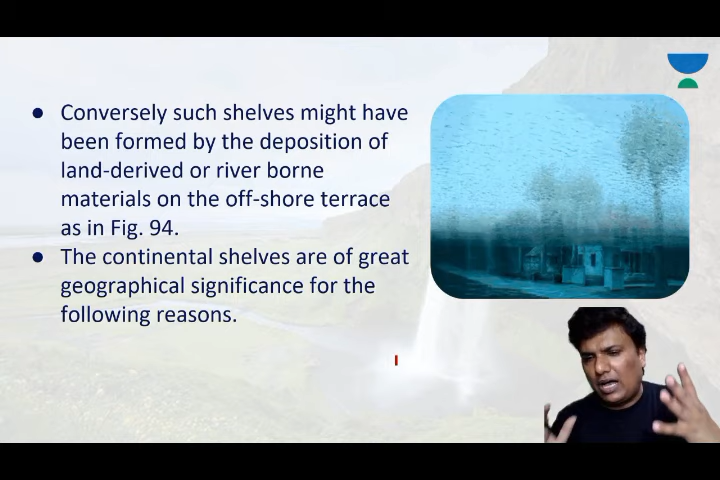 ● Conversely such shelves might have
been formed by the deposition of
land-derived or river borne
materials on the off-shore terrace
as in Fig. 94.
● The continental shelves are of great
geographical significance for the
following reasons.